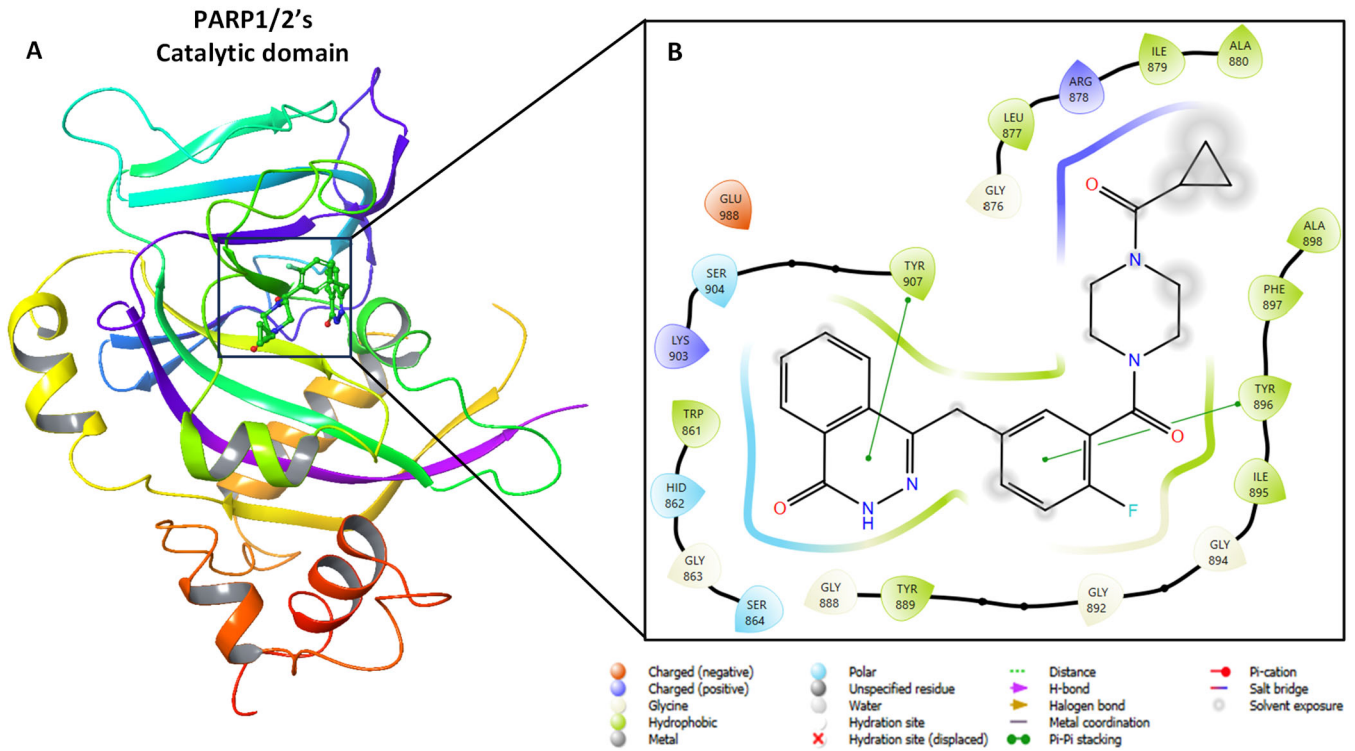 PARP1/2's
Catalytic domain
A
B
ILE
879
ALA
880
ARG
878
LEU
877
GLY
876
GLU
988
O
N
ALA
898
SER
904
TYR
907
PHE
897
LYS
903
N
TYR
896
TRP
861
O
HID
862
N
ILE
895
O
N
H
F
GLY
863
GLY
894
SER
864
GLY
888
TYR
889
GLY
892
Charged (negative)
Charged (positive)
Glycine
Hydrophobic
Metal
Polar
Unspecified residue
Water
Hydration site
Hydration site (displaced)
Distance
H-bond
Halogen bond
Metal coordination
Pi-Pi stacking
Pi-cation
Salt bridge
Solvent exposure